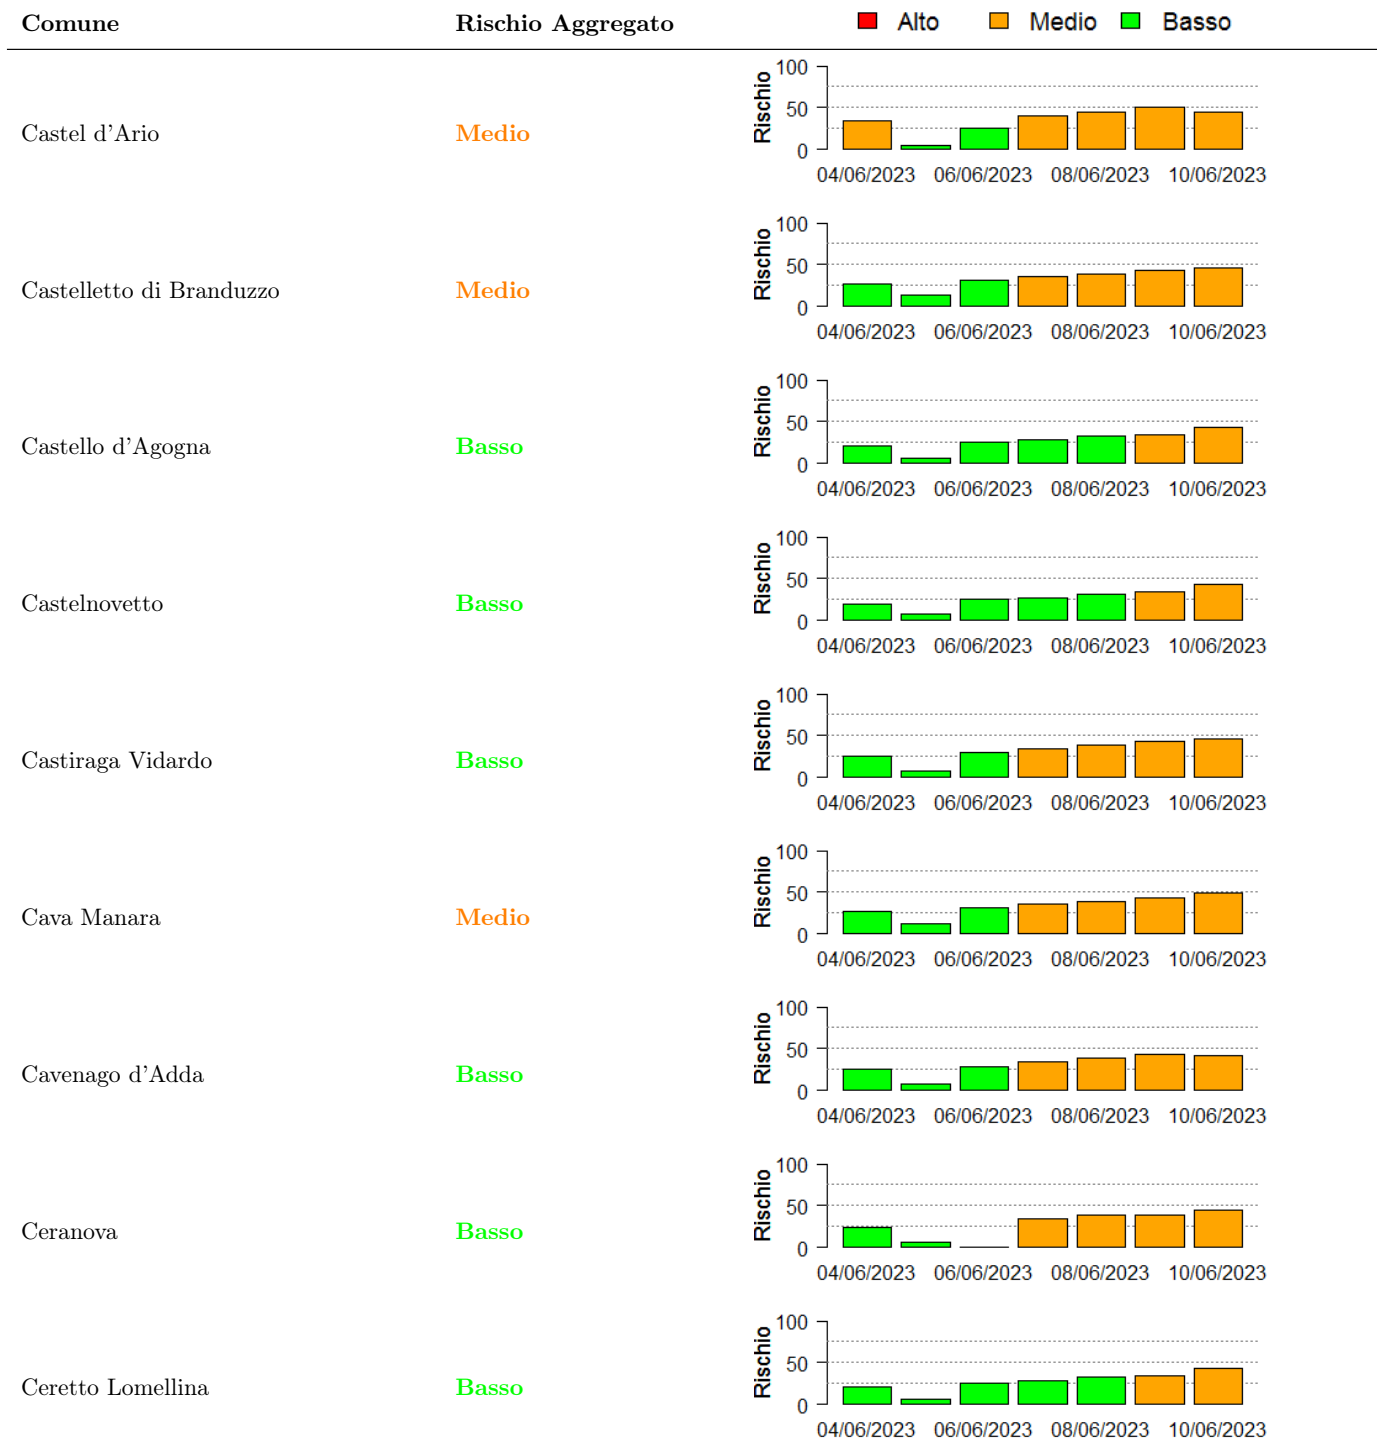 Comune Rischio Aggregato Alto Medio Basso
Castel d'Ario Medio
Rischio
100
50
0
04/06/2023 06/06/2023 08/06/2023 10/06/2023
Castelletto di Branduzzo Medio
Rischio
100
50
0
04/06/2023 06/06/2023 08/06/2023 10/06/2023
Castello d'Agogna Basso
Rischio
100
50
0
04/06/2023 06/06/2023 08/06/2023 10/06/2023
Castelnovetto Basso
Rischio
100
50
0
04/06/2023 06/06/2023 08/06/2023 10/06/2023
Castiraga Vidardo Basso
Rischio
100
50
0
04/06/2023 06/06/2023 08/06/2023 10/06/2023
Cava Manara Medio
Rischio
100
50
0
04/06/2023 06/06/2023 08/06/2023 10/06/2023
Cavenago d'Adda Basso
Rischio
100
50
0
04/06/2023 06/06/2023 08/06/2023 10/06/2023
Ceranova Basso
Rischio
100
50
0
04/06/2023 06/06/2023 08/06/2023 10/06/2023
Ceretto Lomellina Basso
Rischio
100
50
0
04/06/2023 06/06/2023 08/06/2023 10/06/2023